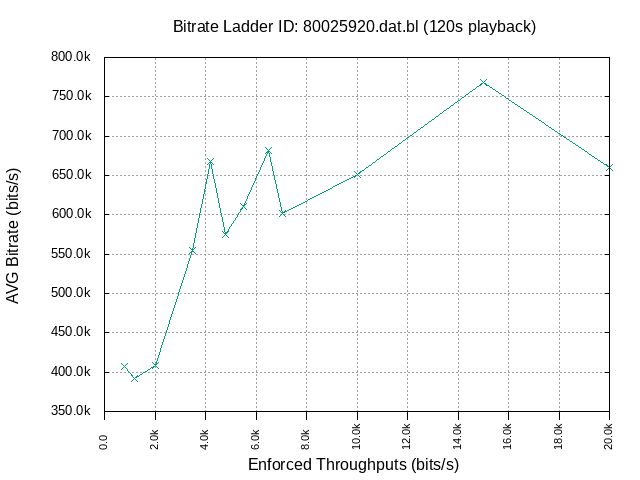 Bitrate Ladder ID: 80025920.dat.bl (120s playback)
800.0k
750.0k
700.0k
650.0k
600.0k
550.0k
500.0k
450.0k
400.0k
350.0k
AVG Bitrate (bits/s)
0.0
2.0k
4.0k
6.0k
8.0k
10.0k
12.0k
14.0k
16.0k
18.0k
20.0k
Enforced Throughputs (bits/s)